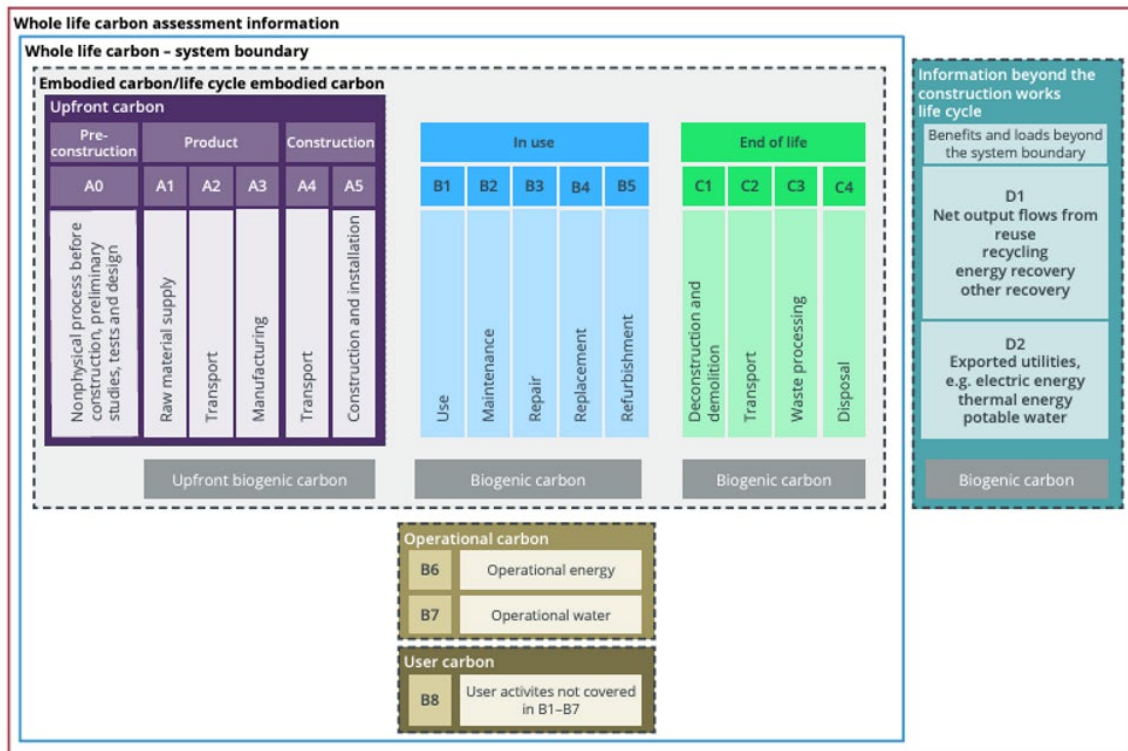 Whole life carbon assessment information
Whole life carbon – system boundary
Embodied carbon/life cycle embodied carbon
Upfront carbon
Pre-
construction
Product
Construction
A0
A1
A2
A3
A4
A5
Nonphysical process before
construction, preliminary
studies, tests and design
Raw material supply
Transport
Manufacturing
Transport
Construction and installation
Upfront biogenic carbon
In use
B1
B2
B3
B4
B5
Use
Maintenance
Repair
Replacement
Refurbishment
Biogenic carbon
End of life
C1
C2
C3
C4
Deconstruction and
demolition
Transport
Waste processing
Disposal
Biogenic carbon
Information beyond the
construction works
life cycle
Benefits and loads beyond
the system boundary
D1
Net output flows from
reuse
recycling
energy recovery
other recovery
D2
Exported utilities,
e.g. electric energy
thermal energy
potable water
Biogenic carbon
Operational carbon
B6
Operational energy
B7
Operational water
User carbon
B8
User activites not covered
in B1–B7